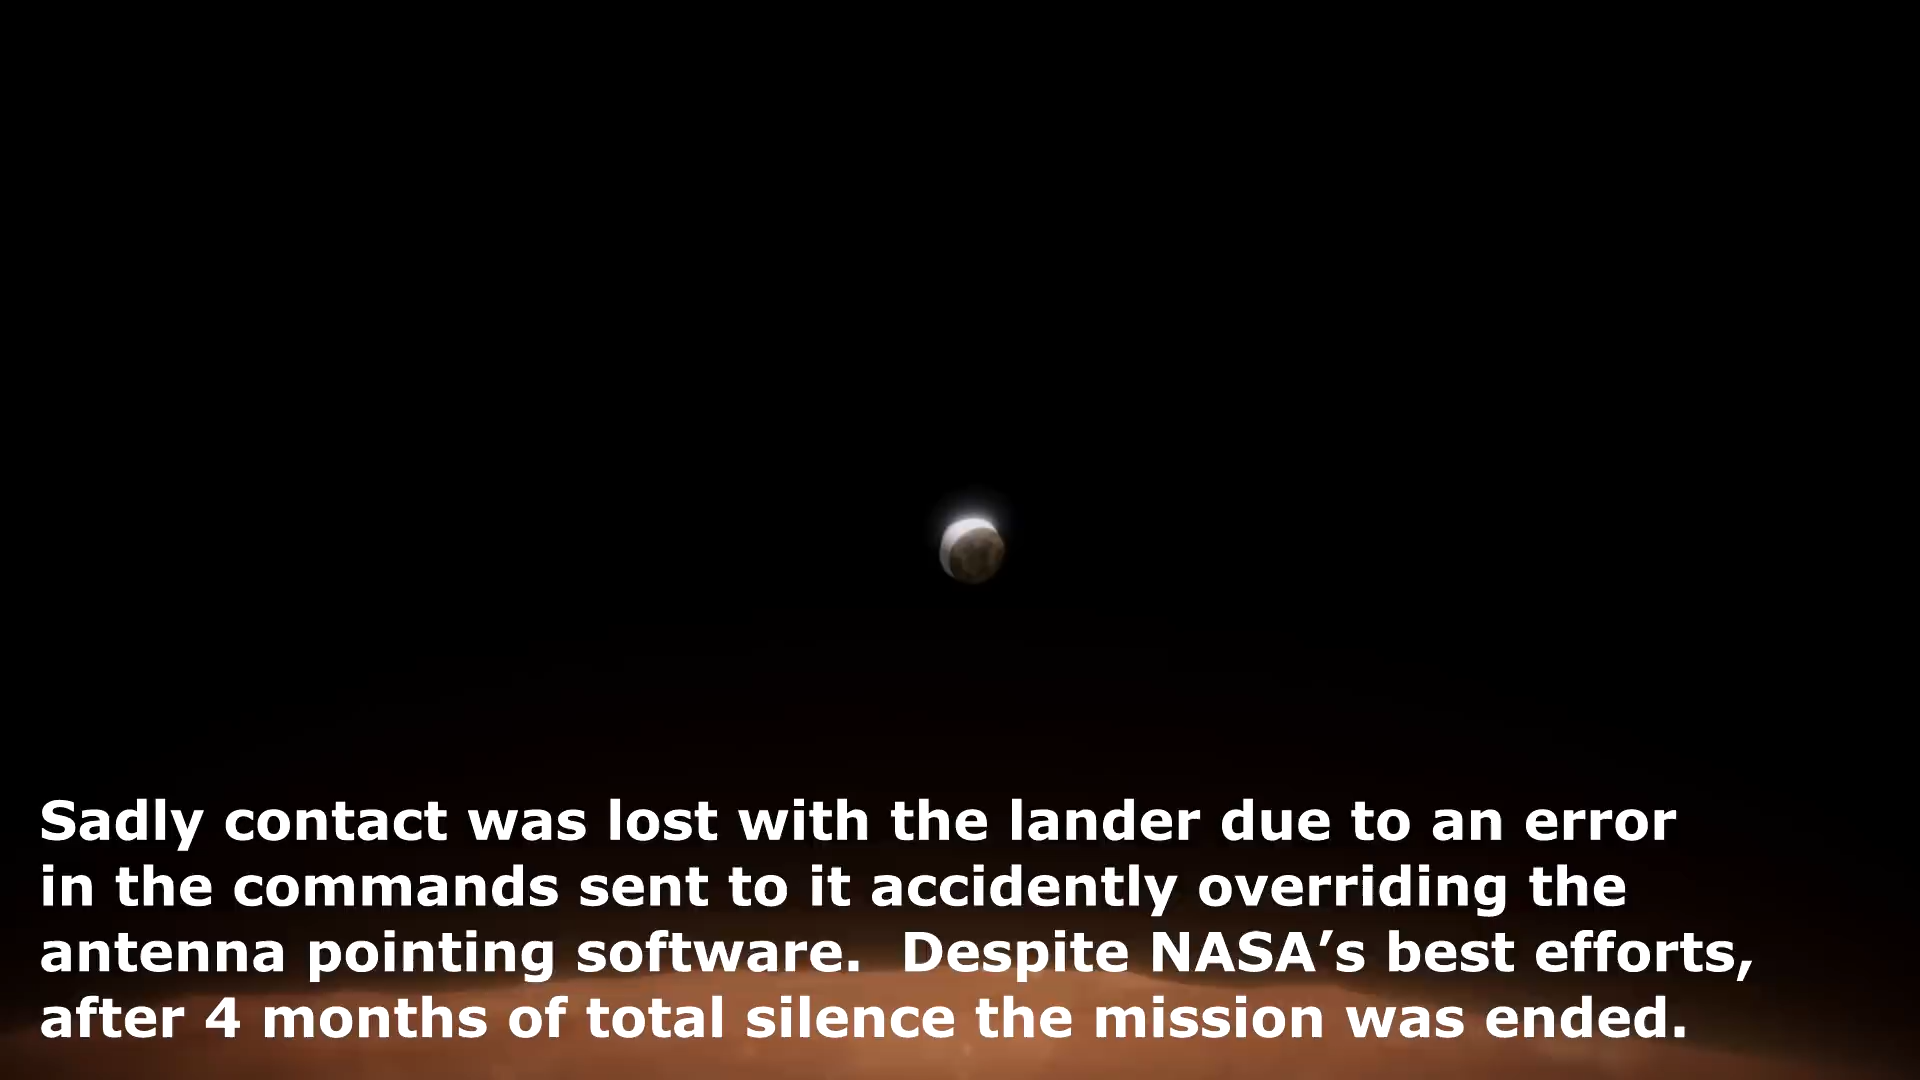 Sadly contact was lost with the lander due to an error
in the commands sent to it accidently overriding the
antenna pointing software.  Despite NASA’s best efforts,
after 4 months of total silence the mission was ended.